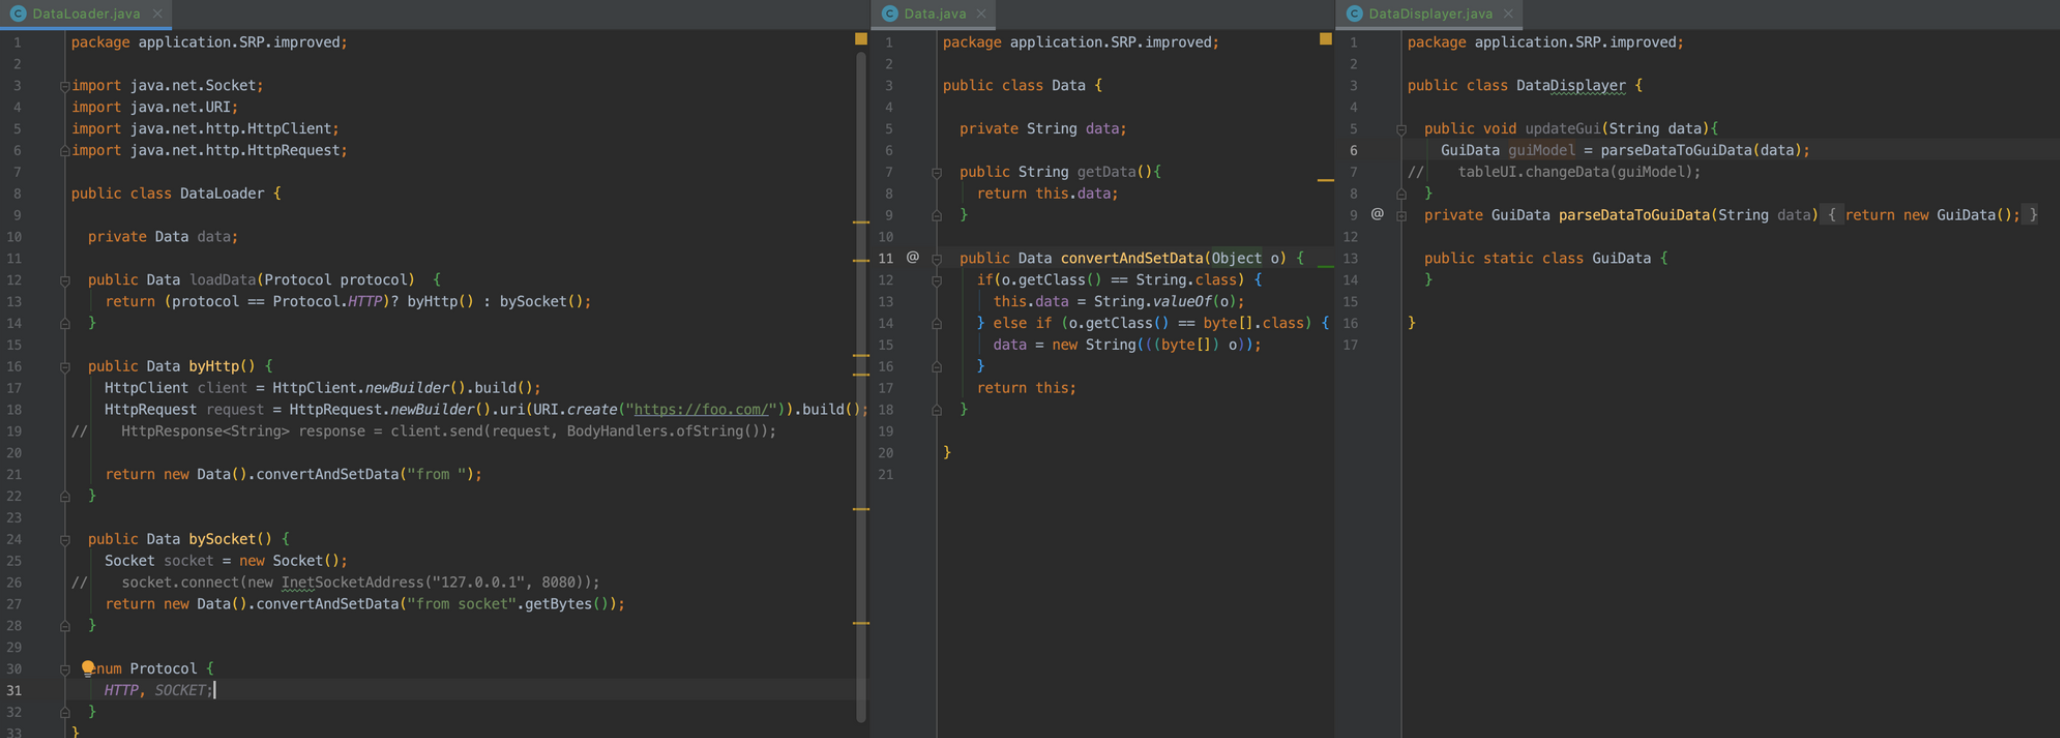 DataLoader.java
1 package application.SRP.improved;
2
3 import java.net.Socket;
4 import java.net.URI;
5 import java.net.http.HttpClient;
6 import java.net.http.HttpRequest;
7
8 public class DataLoader {
9
10 private Data data;
11
12 public Data loadData(Protocol protocol)  {
13 return (protocol == Protocol.HTTP)? byHttp() : bySocket();
14 }
15
16 public Data byHttp() {
17 HttpClient client = HttpClient.newBuilder().build();
18 HttpRequest request = HttpRequest.newBuilder().uri(URI.create("https://foo.com/")).build();
19 //    HttpResponse<String> response = client.send(request, BodyHandlers.ofString());
20
21 return new Data().convertAndSetData("from ");
22 }
23
24 public Data bySocket() {
25 Socket socket = new Socket();
26 //    socket.connect(new InetSocketAddress("127.0.0.1", 8080));
27 return new Data().convertAndSetData("from socket".getBytes());
28 }
29
30 enum Protocol {
31 HTTP, SOCKET;
32 }
33 }
Data.java
1 package application.SRP.improved;
2
3 public class Data {
4
5 private String data;
6
7 public String getData(){
8 return this.data;
9 }
10
11 @ public Data convertAndSetData(Object o) {
12 if(o.getClass() == String.class) {
13 this.data = String.valueOf(o);
14 } else if (o.getClass() == byte[].class) {
15 data = new String(((byte[]) o));
16 }
17 return this;
18 }
19
20 }
21
DataDisplayer.java
1 package application.SRP.improved;
2
3 public class DataDisplayer {
4
5 public void updateGui(String data){
6 GuiData guiModel = parseDataToGuiData(data);
7 //    tableUI.changeData(guiModel);
8 }
9 @ private GuiData parseDataToGuiData(String data) { return new GuiData(); }
12
13 public static class GuiData {
14 }
15
16 }
17